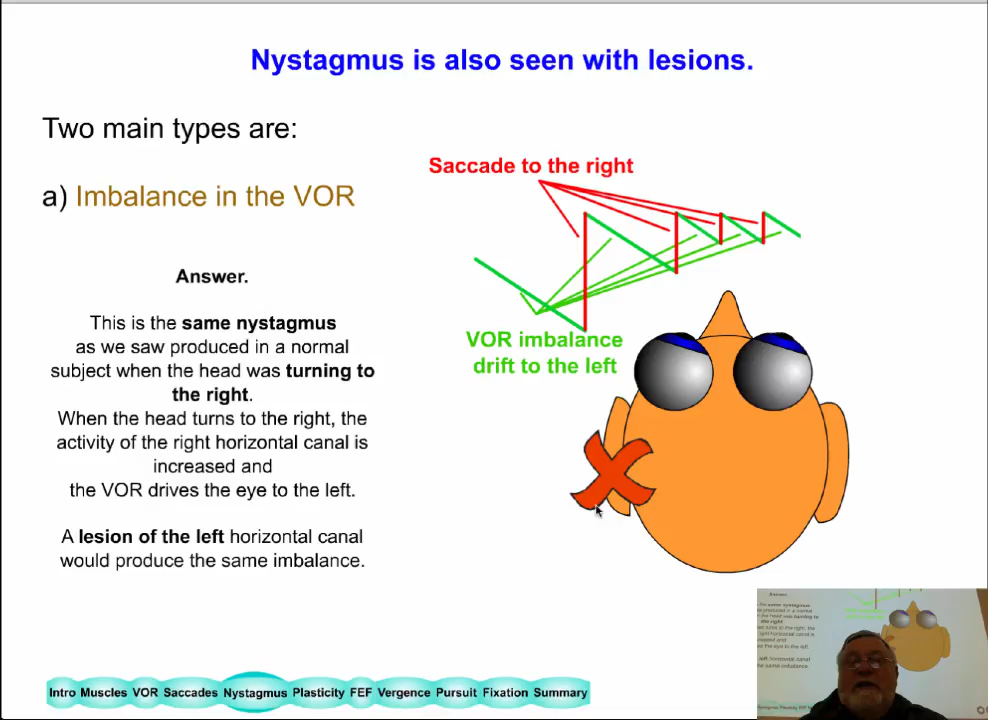 Nystagmus is also seen with lesions.
Two main types are:
a) Imbalance in the VOR
Saccade to the right
VOR imbalance
drift to the left
Answer.
This is the same nystagmus
as we saw produced in a normal
subject when the head was turning to
the right.
When the head turns to the right, the
activity of the right horizontal canal is
increased and
the VOR drives the eye to the left.
A lesion of the left horizontal canal
would produce the same imbalance.
Intro Muscles VOR Saccades Nystagmus Plasticity FEF Vergence Pursuit Fixation Summary